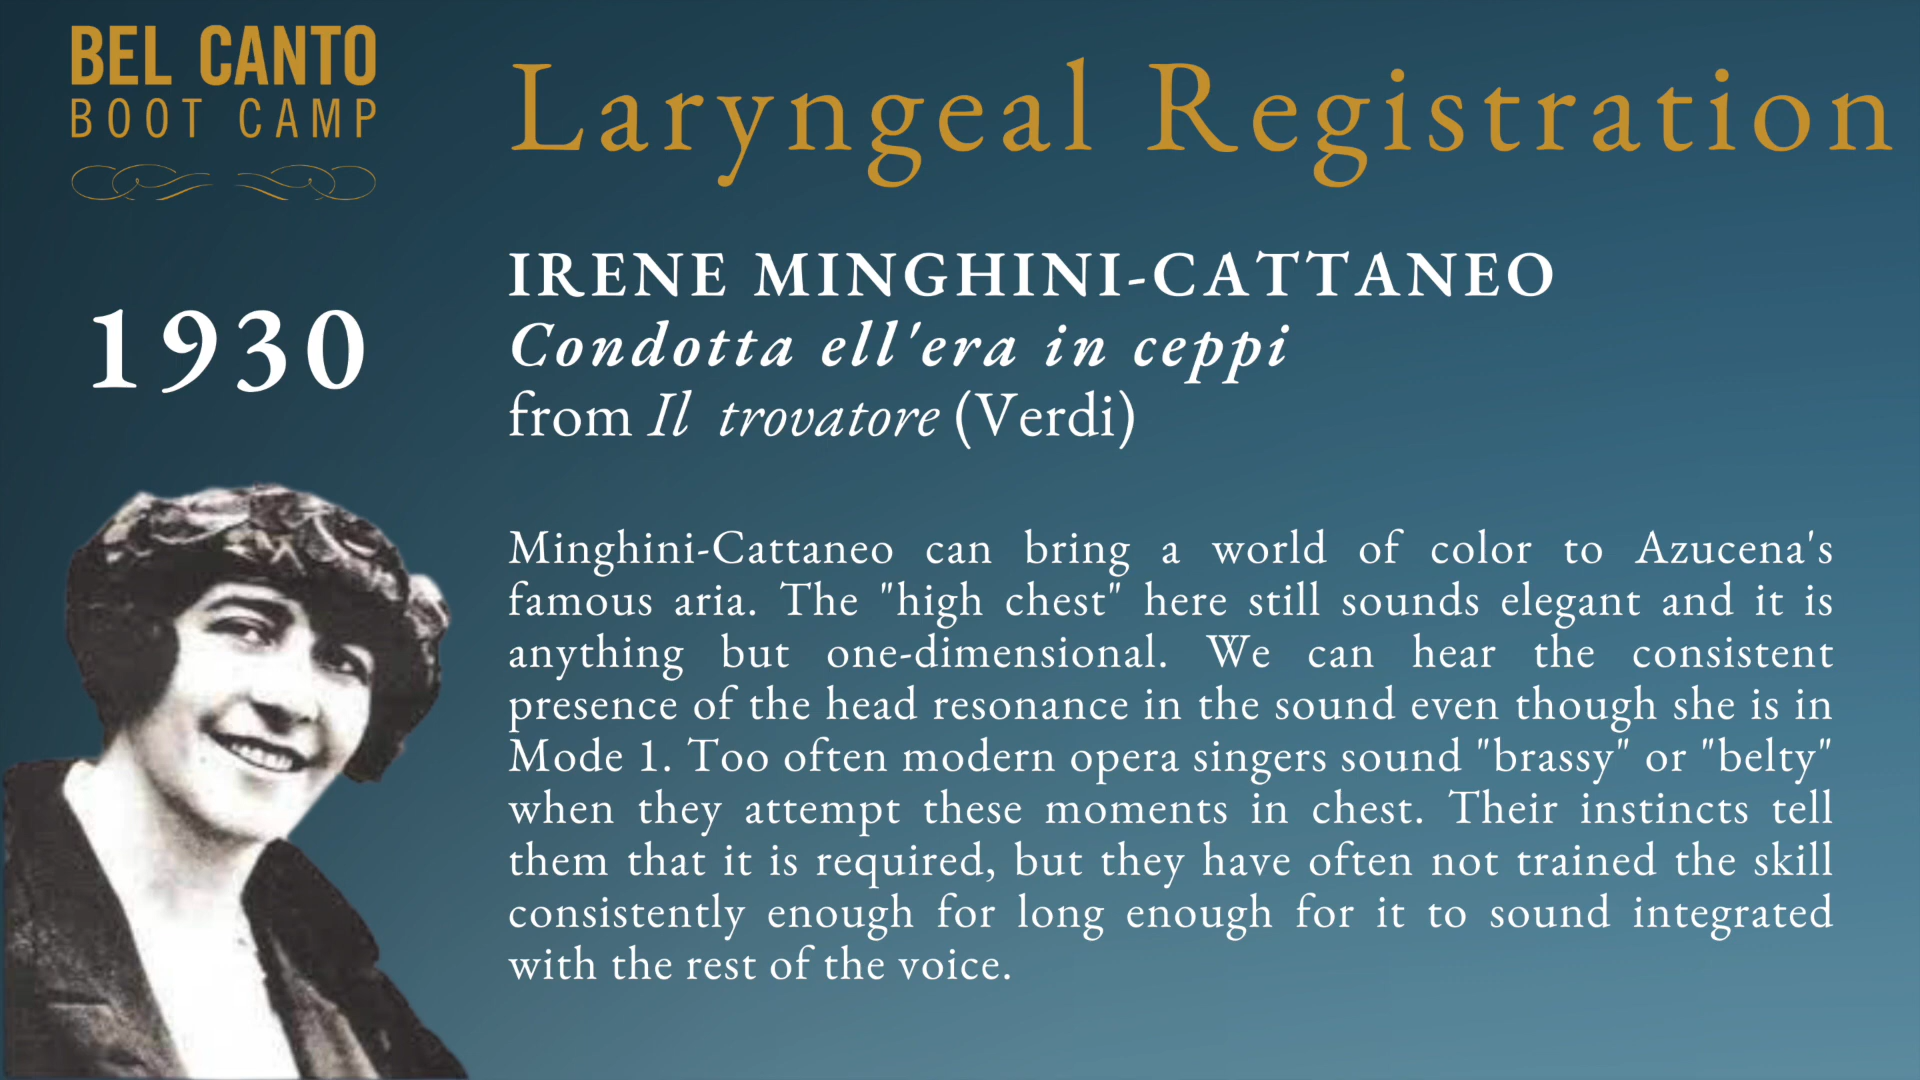 BEL CANTO
BOOT CAMP
Laryngeal Registration
1930
IRENE MINGHINI-CATTANEO
Condotta ell'era in ceppi
from Il trovatore (Verdi)
Minghini-Cattaneo can bring a world of color to Azucena's
famous aria. The "high chest" here still sounds elegant and it is
anything but one-dimensional. We can hear the consistent
presence of the head resonance in the sound even though she is in
Mode 1. Too often modern opera singers sound "brassy" or "belty"
when they attempt these moments in chest. Their instincts tell
them that it is required, but they have often not trained the skill
consistently enough for long enough for it to sound integrated
with the rest of the voice.